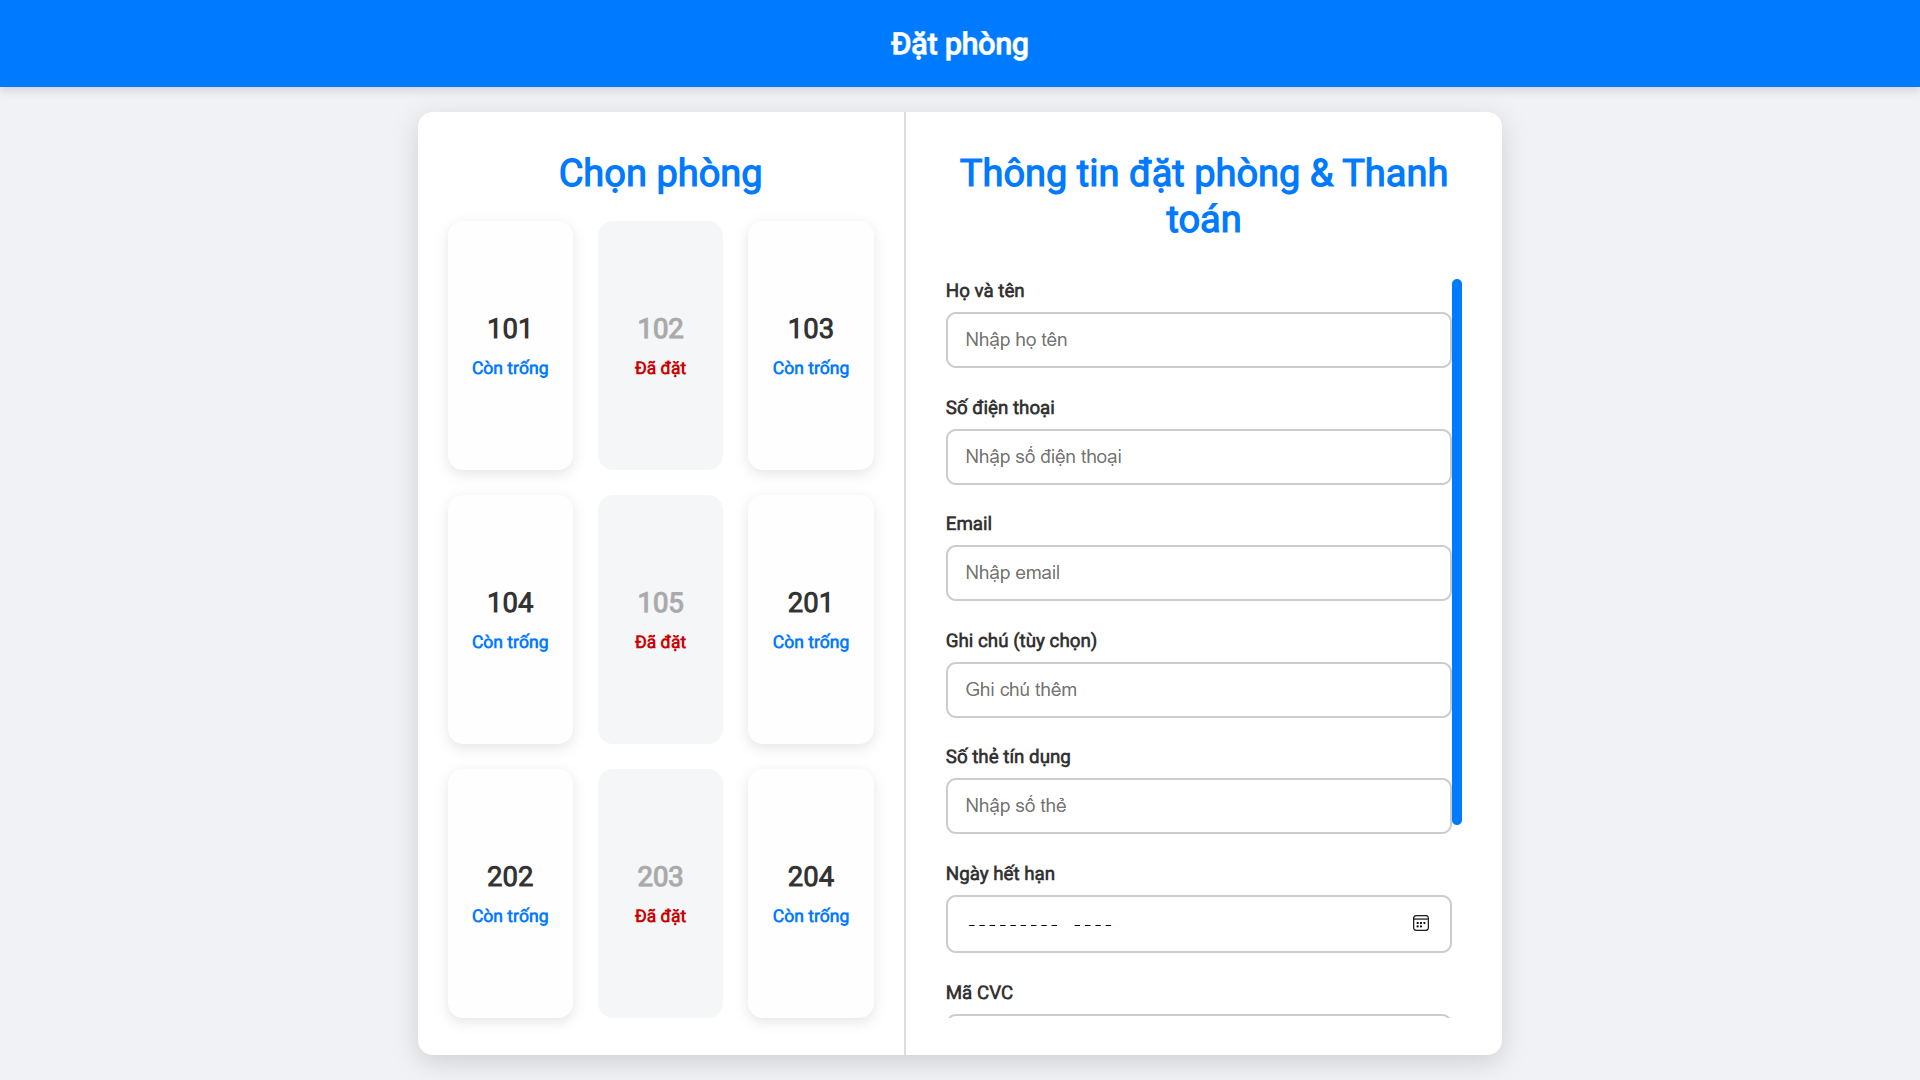 Đặt phòng
Chọn phòng
101
Còn trống
102
Đã đặt
103
Còn trống
104
Còn trống
105
Đã đặt
201
Còn trống
202
Còn trống
203
Đã đặt
204
Còn trống
Thông tin đặt phòng & Thanh
toán
Họ và tên
Nhập họ tên
Số điện thoại
Nhập số điện thoại
Email
Nhập email
Ghi chú (tùy chọn)
Ghi chú thêm
Số thẻ tín dụng
Nhập số thẻ
Ngày hết hạn
--------- ----
Mã CVC